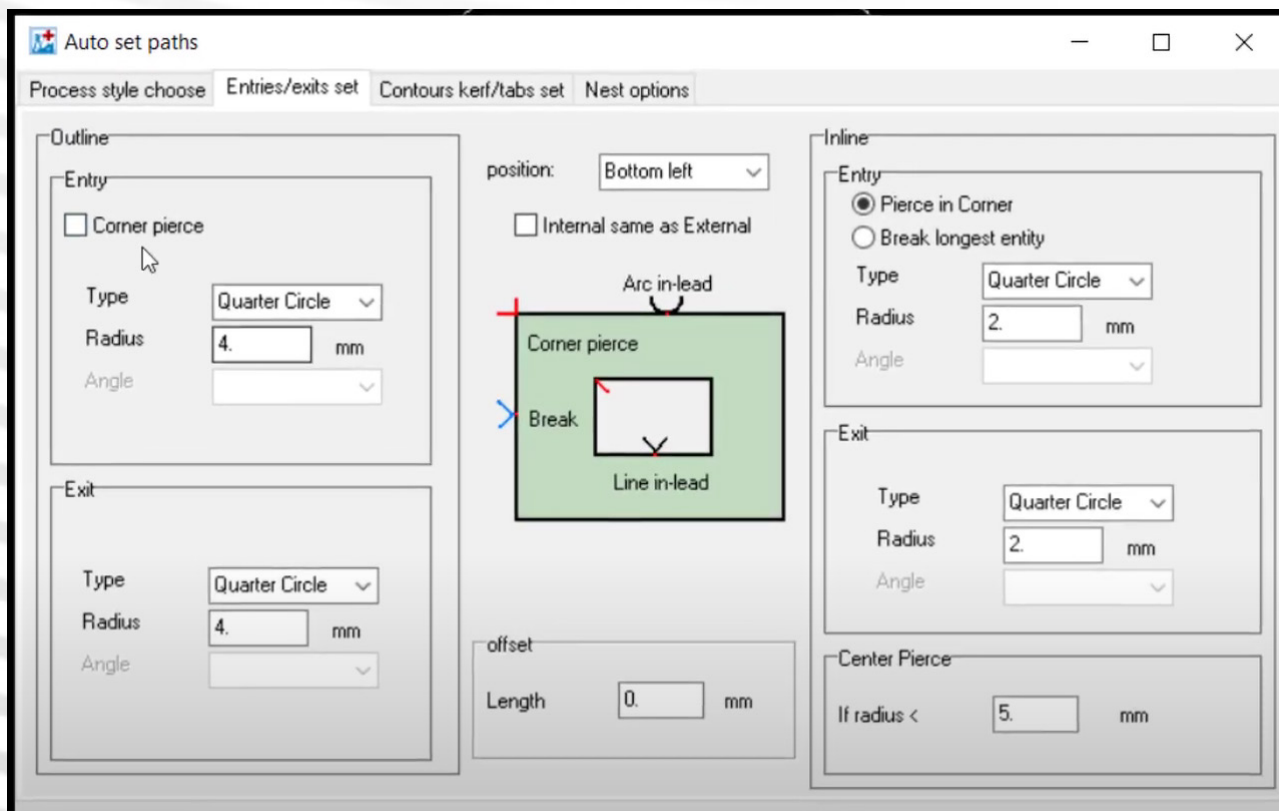 Auto set paths
Process style choose
Entries/exits set
Contours kerf/tabs set
Nest options
Outline
Entry
Corner pierce
Type
Quarter Circle
Radius
4.
mm
Angle
Exit
Type
Quarter Circle
Radius
4.
mm
Angle
position:
Bottom left
Internal same as External
Arc in-lead
Corner pierce
Break
Line in-lead
offset
Length
0.
mm
Inline
Entry
Pierce in Corner
Break longest entity
Type
Quarter Circle
Radius
2.
mm
Angle
Exit
Type
Quarter Circle
Radius
2.
mm
Angle
Center Pierce
If radius <
5.
mm